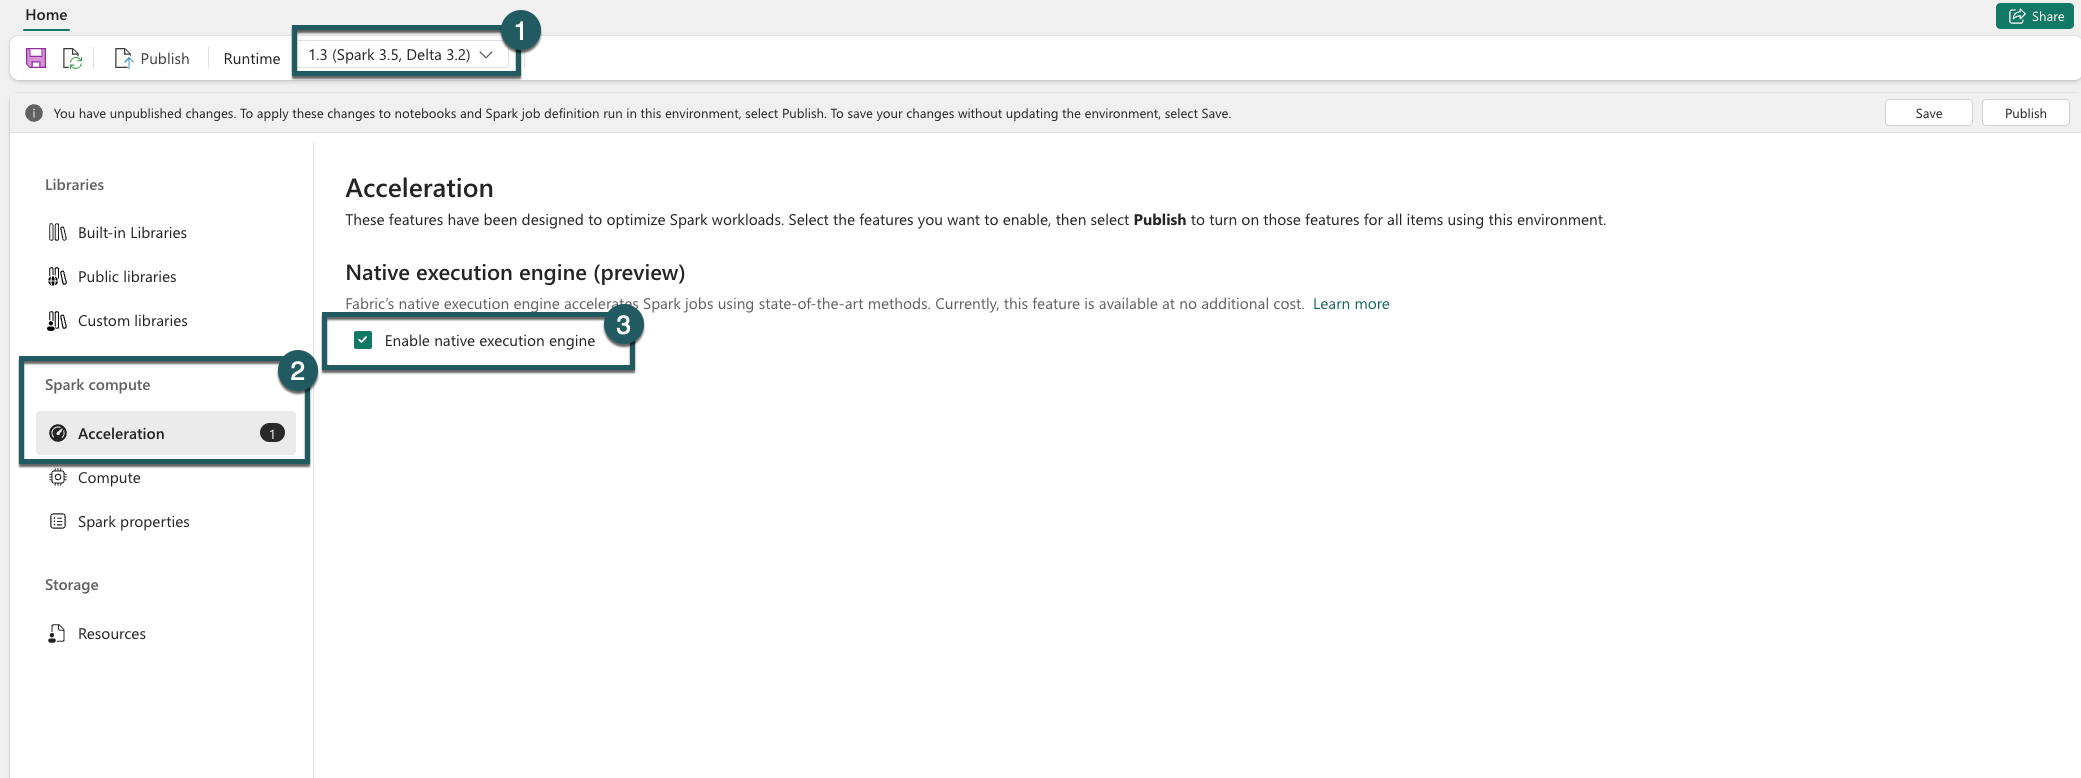 Home
Share
1
Publish
Runtime
1.3 (Spark 3.5, Delta 3.2)
You have unpublished changes. To apply these changes to notebooks and Spark job definition run in this environment, select Publish. To save your changes without updating the environment, select Save.
Save
Publish
Libraries
Built-in Libraries
Public libraries
Custom libraries
2
Spark compute
Acceleration 1
Compute
Spark properties
Storage
Resources
Acceleration
These features have been designed to optimize Spark workloads. Select the features you want to enable, then select Publish to turn on those features for all items using this environment.
Native execution engine (preview)
Fabric's native execution engine accelerates Spark jobs using state-of-the-art methods. Currently, this feature is available at no additional cost. Learn more
3
Enable native execution engine